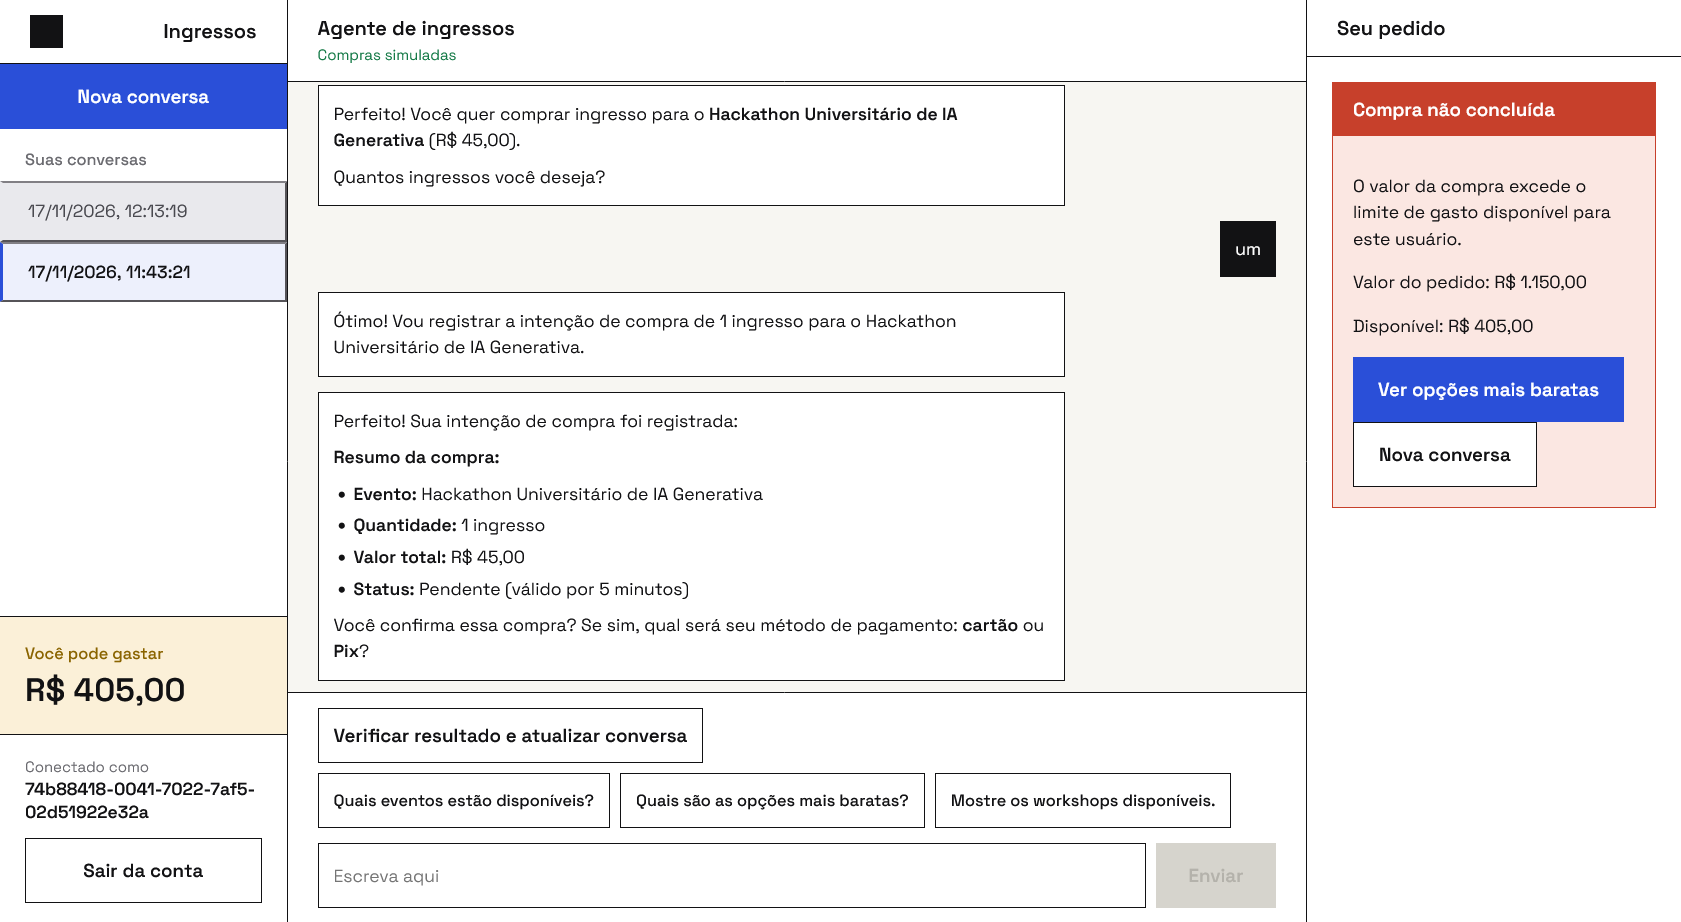 Ingressos
Nova conversa
Suas conversas
17/11/2026, 12:13:19
17/11/2026, 11:43:21
Você pode gastar
R$ 405,00
Conectado como
74b88418-0041-7022-7af5-
02d51922e32a
Sair da conta
Agente de ingressos
Compras simuladas
Perfeito! Você quer comprar ingresso para o Hackathon Universitário de IA
Generativa (R$ 45,00).
Quantos ingressos você deseja?
um
Ótimo! Vou registrar a intenção de compra de 1 ingresso para o Hackathon
Universitário de IA Generativa.
Perfeito! Sua intenção de compra foi registrada:
Resumo da compra:
• Evento: Hackathon Universitário de IA Generativa
• Quantidade: 1 ingresso
• Valor total: R$ 45,00
• Status: Pendente (válido por 5 minutos)
Você confirma essa compra? Se sim, qual será seu método de pagamento: cartão ou
Pix?
Verificar resultado e atualizar conversa
Quais eventos estão disponíveis?
Quais são as opções mais baratas?
Mostre os workshops disponíveis.
Escreva aqui
Enviar
Seu pedido
Compra não concluída
O valor da compra excede o
limite de gasto disponível para
este usuário.
Valor do pedido: R$ 1.150,00
Disponível: R$ 405,00
Ver opções mais baratas
Nova conversa